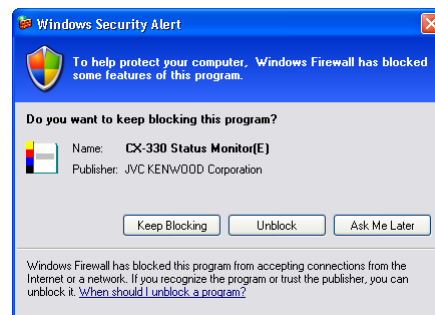 Windows Security Alert
To help protect your computer, Windows Firewall has blocked
some features of this program.
Do you want to keep blocking this program?
Name: CX-330 Status Monitor(E)
Publisher: JVC KENWOOD Corporation
Keep Blocking Unblock Ask Me Later
Windows Firewall has blocked this program from accepting connections from the
Internet or a network. If you recognize the program or trust the publisher, you can
unblock it. When should I unblock a program?